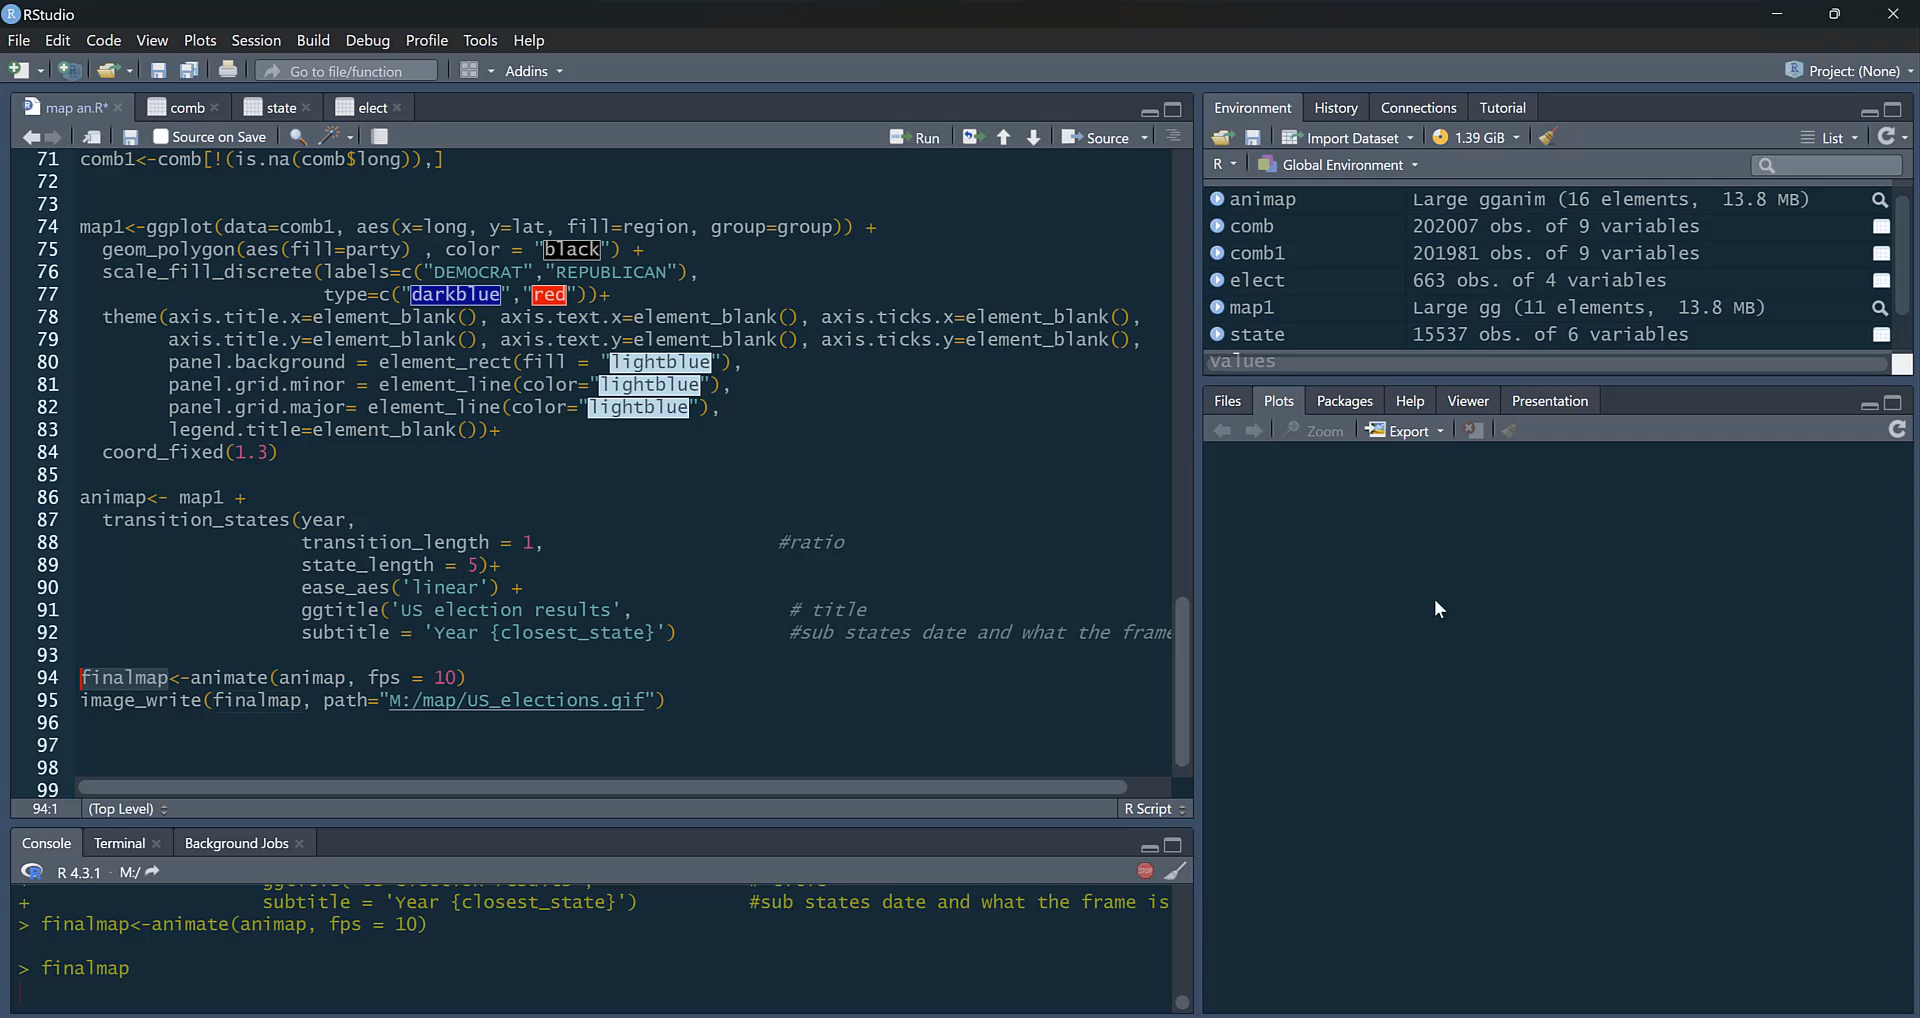 RStudio
File Edit Code View Plots Session Build Debug Profile Tools Help
Go to file/function Addins Project: (None)
map an.R* comb state elect
Source on Save Run Source
71 comb1<-comb[!(is.na(comb$long)),]
72
73
74 map1<-ggplot(data=comb1, aes(x=long, y=lat, fill=region, group=group)) +
75 geom_polygon(aes(fill=party) , color = "black") +
76 scale_fill_discrete(labels=c("DEMOCRAT","REPUBLICAN"),
77 type=c("darkblue","red"))+
78 theme(axis.title.x=element_blank(), axis.text.x=element_blank(), axis.ticks.x=element_blank(),
79 axis.title.y=element_blank(), axis.text.y=element_blank(), axis.ticks.y=element_blank(),
80 panel.background = element_rect(fill = "lightblue"),
81 panel.grid.minor = element_line(color="lightblue"),
82 panel.grid.major= element_line(color="lightblue"),
83 legend.title=element_blank())+
84 coord_fixed(1.3)
85
86 animap<- map1 +
87 transition_states(year,
88 transition_length = 1, #ratio
89 state_length = 5)+
90 ease_aes('linear') +
91 ggtitle('US election results', # title
92 subtitle = 'Year {closest_state}') #sub states date and what the frame
93
94 finalmap<-animate(animap, fps = 10)
95 image_write(finalmap, path="M:/map/US_elections.gif")
96
97
98
99
94:1 (Top Level) R Script
Console Terminal Background Jobs
R 4.3.1 · M:/
+ subtitle = 'Year {closest_state}') #sub states date and what the frame is
> finalmap<-animate(animap, fps = 10)
> finalmap
Environment History Connections Tutorial
Import Dataset 1.39 GiB List
R Global Environment
animap Large gganim (16 elements, 13.8 MB)
comb 202007 obs. of 9 variables
comb1 201981 obs. of 9 variables
elect 663 obs. of 4 variables
map1 Large gg (11 elements, 13.8 MB)
state 15537 obs. of 6 variables
values
Files Plots Packages Help Viewer Presentation
Zoom Export